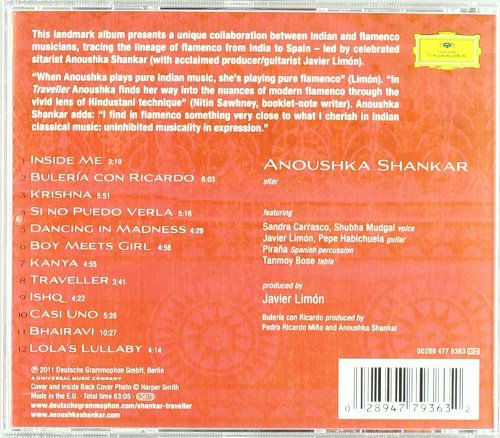 This landmark album presents a unique collaboration between Indian and flamenco
musicians, tracing the lineage of flamenco from India to Spain – led by celebrated
sitarist Anoushka Shankar (with acclaimed producer/guitarist Javier Limón).
“When Anoushka plays pure Indian music, she's playing pure flamenco” (Limón). “In
Traveller Anoushka finds her way into the nuances of modern flamenco through the
vivid lens of Hindustani technique” (Nitin Sawhney, booklet-note writer). Anoushka
Shankar adds: “I find in flamenco something very close to what I cherish in Indian
classical music: uninhibited musicality in expression.”
1 INSIDE ME 3:19
2 BULERÍA CON RICARDO 6:03
3 KRISHNA 5:51
4 SI NO PUEDO VERLA 5:16
5 DANCING IN MADNESS 4:29
6 BOY MEETS GIRL 4:56
7 KANYA 4:55
8 TRAVELLER 3:41
9 ISHQ 4:22
10 CASI UNO 5:28
11 BHAIRAVI 10:27
12 LOLA'S LULLABY 4:14
ANOUSHKA SHANKAR
sitar
featuring
Sandra Carrasco, Shubha Mudgal voice
Javier Limón, Pepe Habichuela guitar
Piraña Spanish percussion
Tanmoy Bose tabla
produced by
Javier Limón
Bulería con Ricardo produced by
Pedro Ricardo Miño and Anoushka Shankar
℗ 2011 Deutsche Grammophon GmbH, Berlin
A UNIVERSAL MUSIC COMPANY
Cover and Inside Back Cover Photo © Harper Smith
Made in the E.U. · Total time 63:05
www.deutschegrammophon.com/shankar-traveller
www.anoushkashankar.com
00289 477 9363
0 28947 79363 2